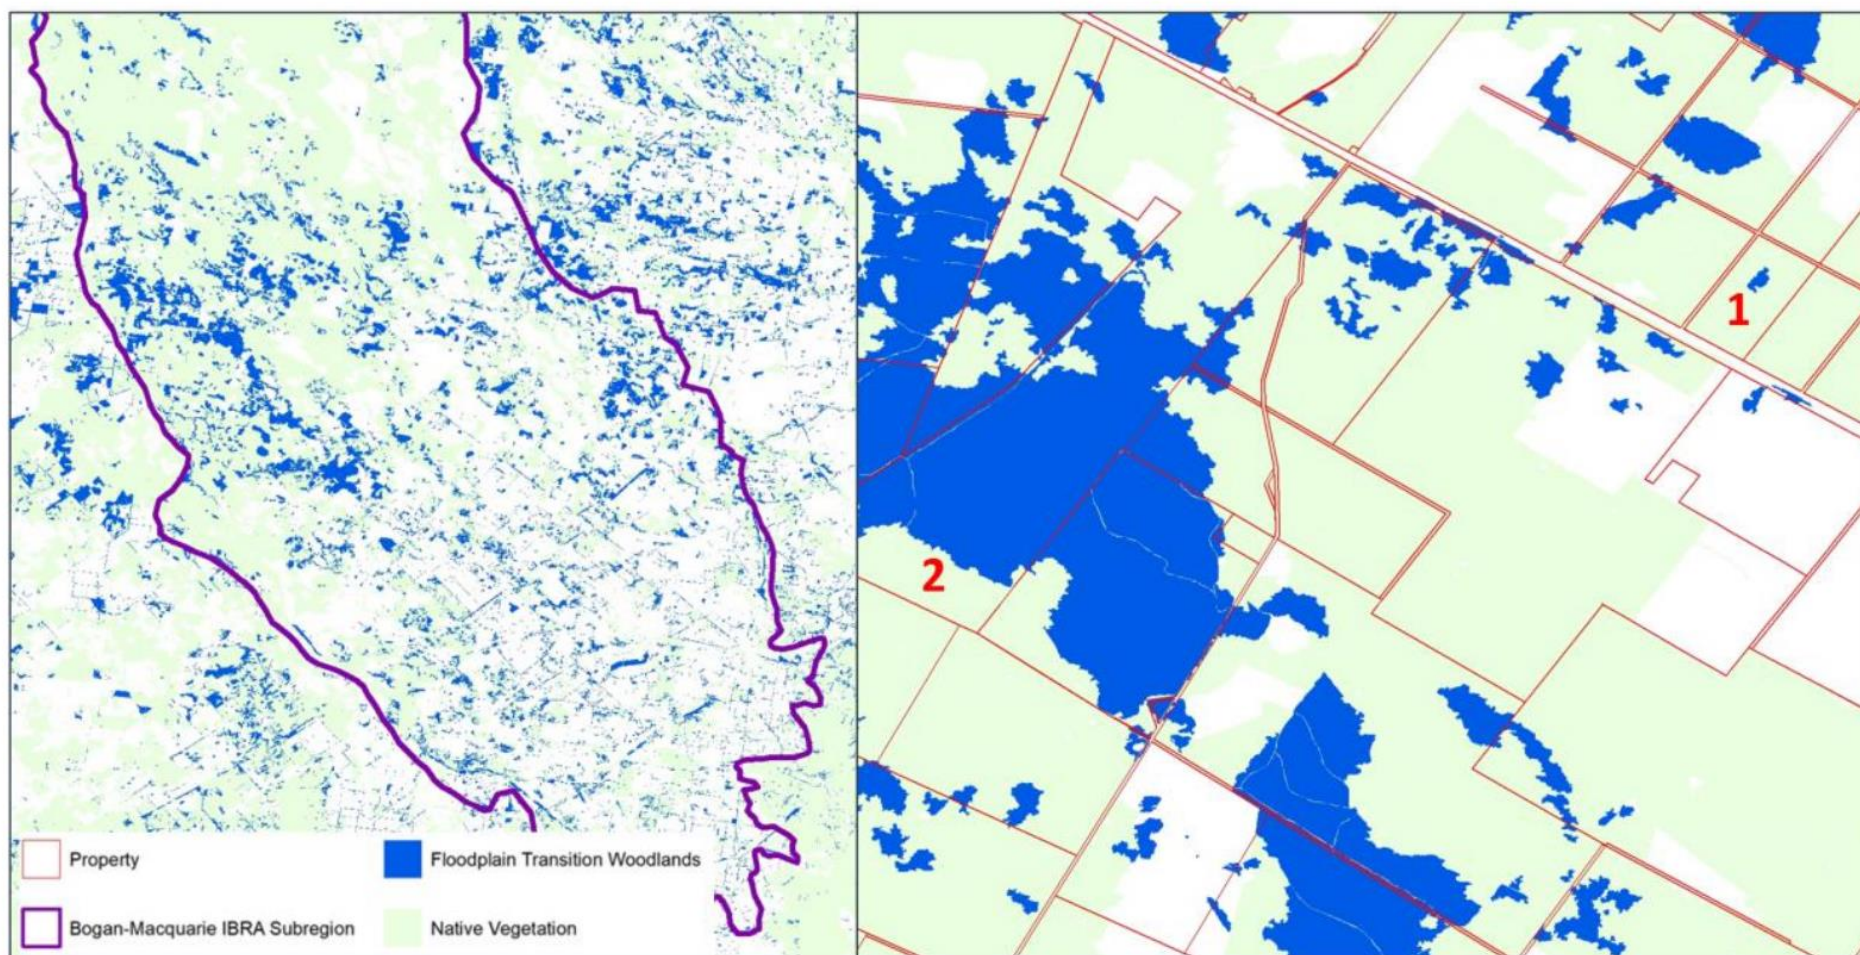 1
2
Property
Floodplain Transition Woodlands
Bogan-Macquarie IBRA Subregion
Native Vegetation